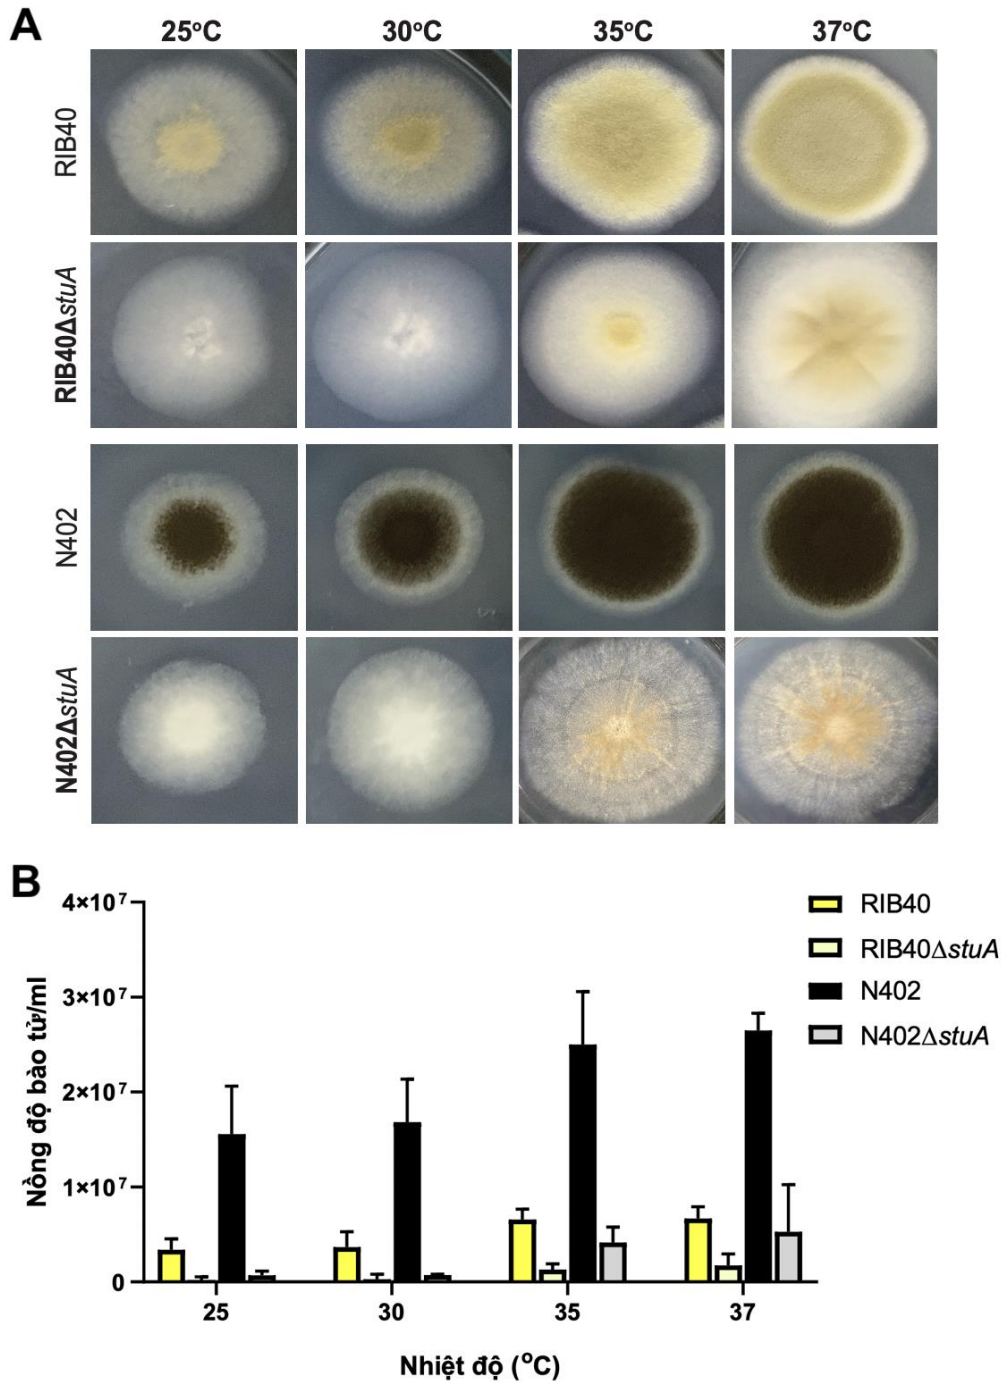 A
25°C 30°C 35°C 37°C
RIB40
RIB40ΔstuA
N402
N402ΔstuA
B
Nồng độ bào tử/ml
4×10⁷
3×10⁷
2×10⁷
1×10⁷
0
25 30 35 37
Nhiệt độ (°C)
RIB40
RIB40ΔstuA
N402
N402ΔstuA